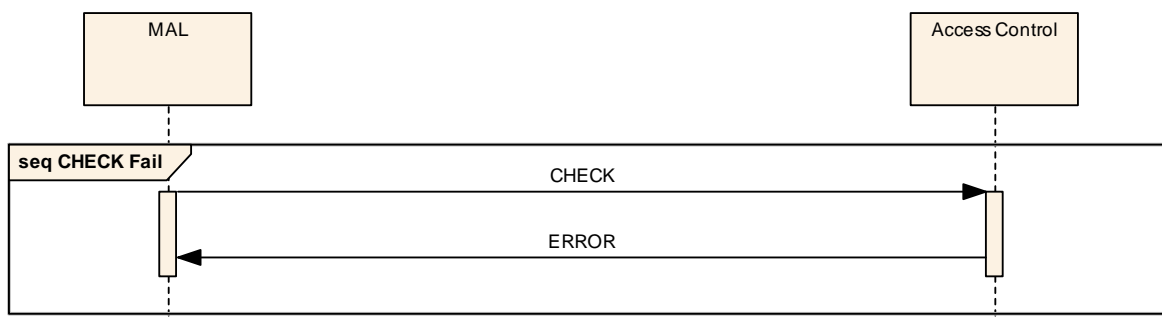 MAL
Access Control
seq CHECK Fail
CHECK
ERROR